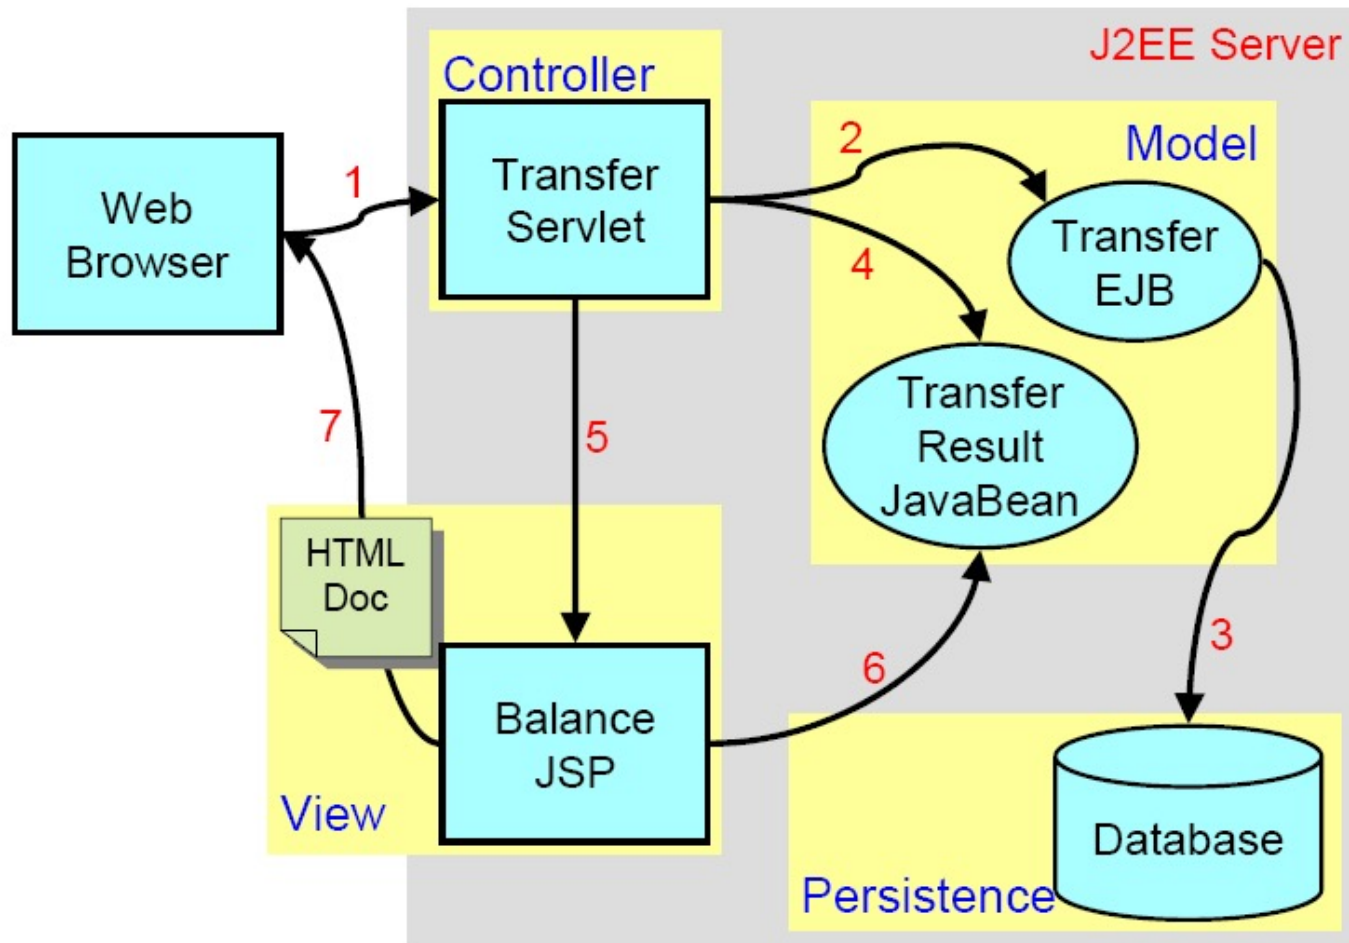 J2EE Server
Controller
Transfer
Servlet
Web
Browser
1
2
Model
Transfer
EJB
4
Transfer
Result
JavaBean
7
5
HTML
Doc
3
6
Balance
JSP
View
Database
Persistence